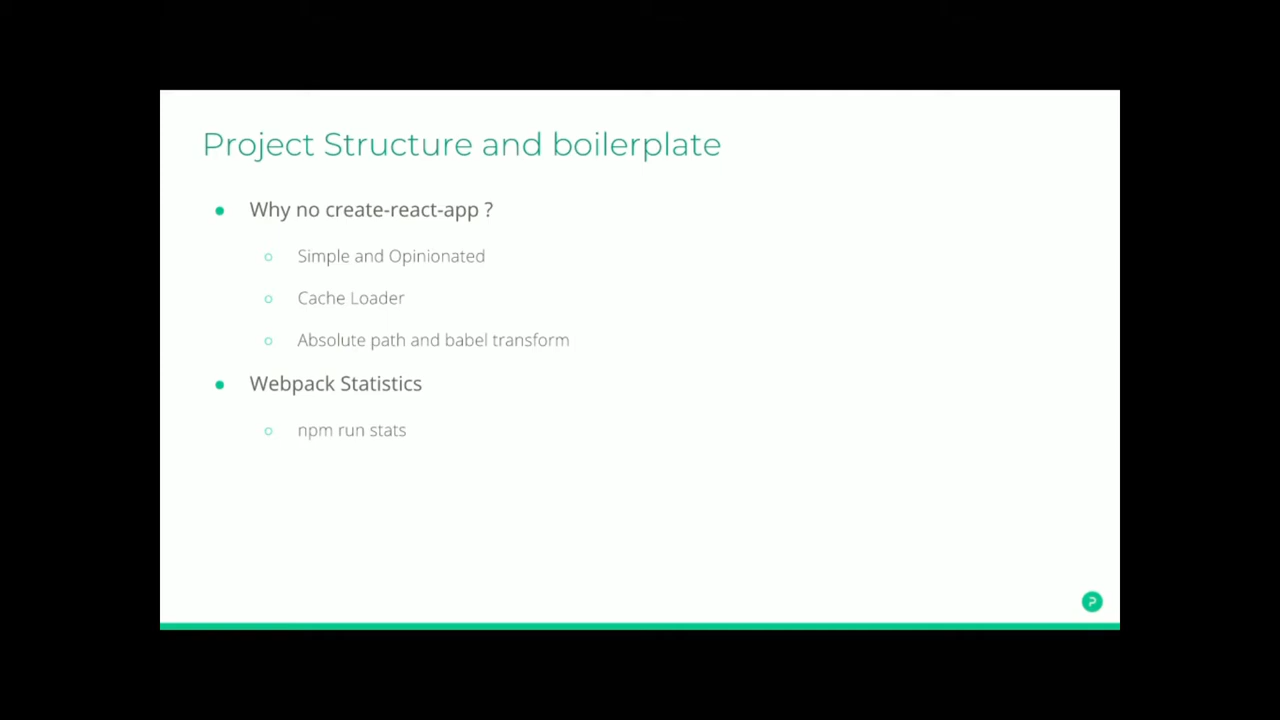 Project Structure and boilerplate
Why no create-react-app ?
Simple and Opinionated
Cache Loader
Absolute path and babel transform
Webpack Statistics
npm run stats